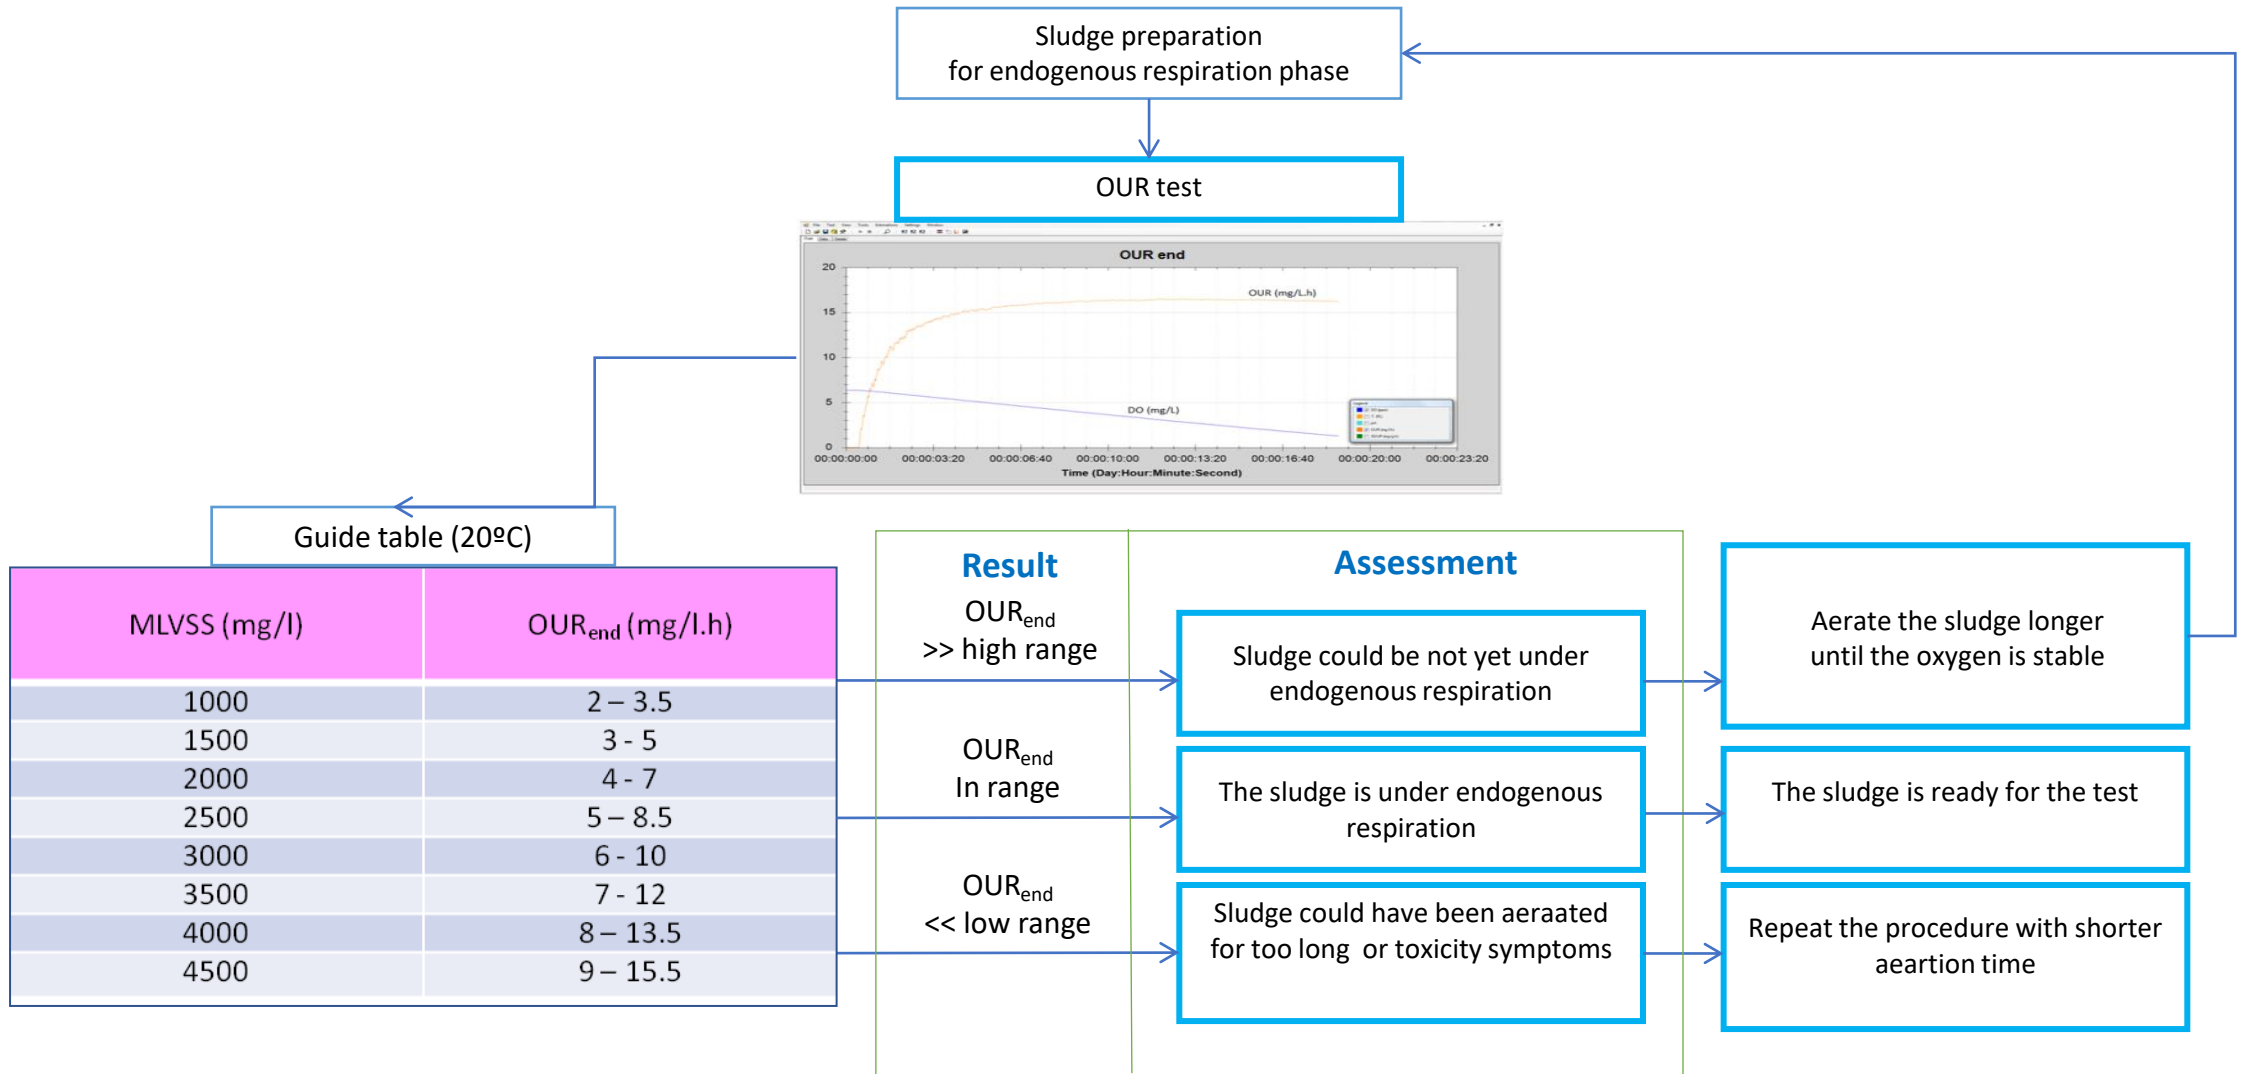 Sludge preparation
for endogenous respiration phase
OUR test
OUR end
20
15
10
5
0
OUR (mg/L.h)
DO (mg/L)
00:00:00:00 00:00:03:20 00:00:06:40 00:00:10:00 00:00:13:20 00:00:16:40 00:00:20:00 00:00:23:20
Time (Day:Hour:Minute:Second)
Guide table (20ºC)
MLVSS (mg/l) OURend (mg/l.h)
1000 2 – 3.5
1500 3 - 5
2000 4 - 7
2500 5 – 8.5
3000 6 - 10
3500 7 - 12
4000 8 – 13.5
4500 9 – 15.5
Result Assessment
OURend
>> high range
Sludge could be not yet under
endogenous respiration
Aerate the sludge longer
until the oxygen is stable
OURend
In range
The sludge is under endogenous
respiration
The sludge is ready for the test
OURend
<< low range
Sludge could have been aeraated
for too long  or toxicity symptoms
Repeat the procedure with shorter
aeartion time